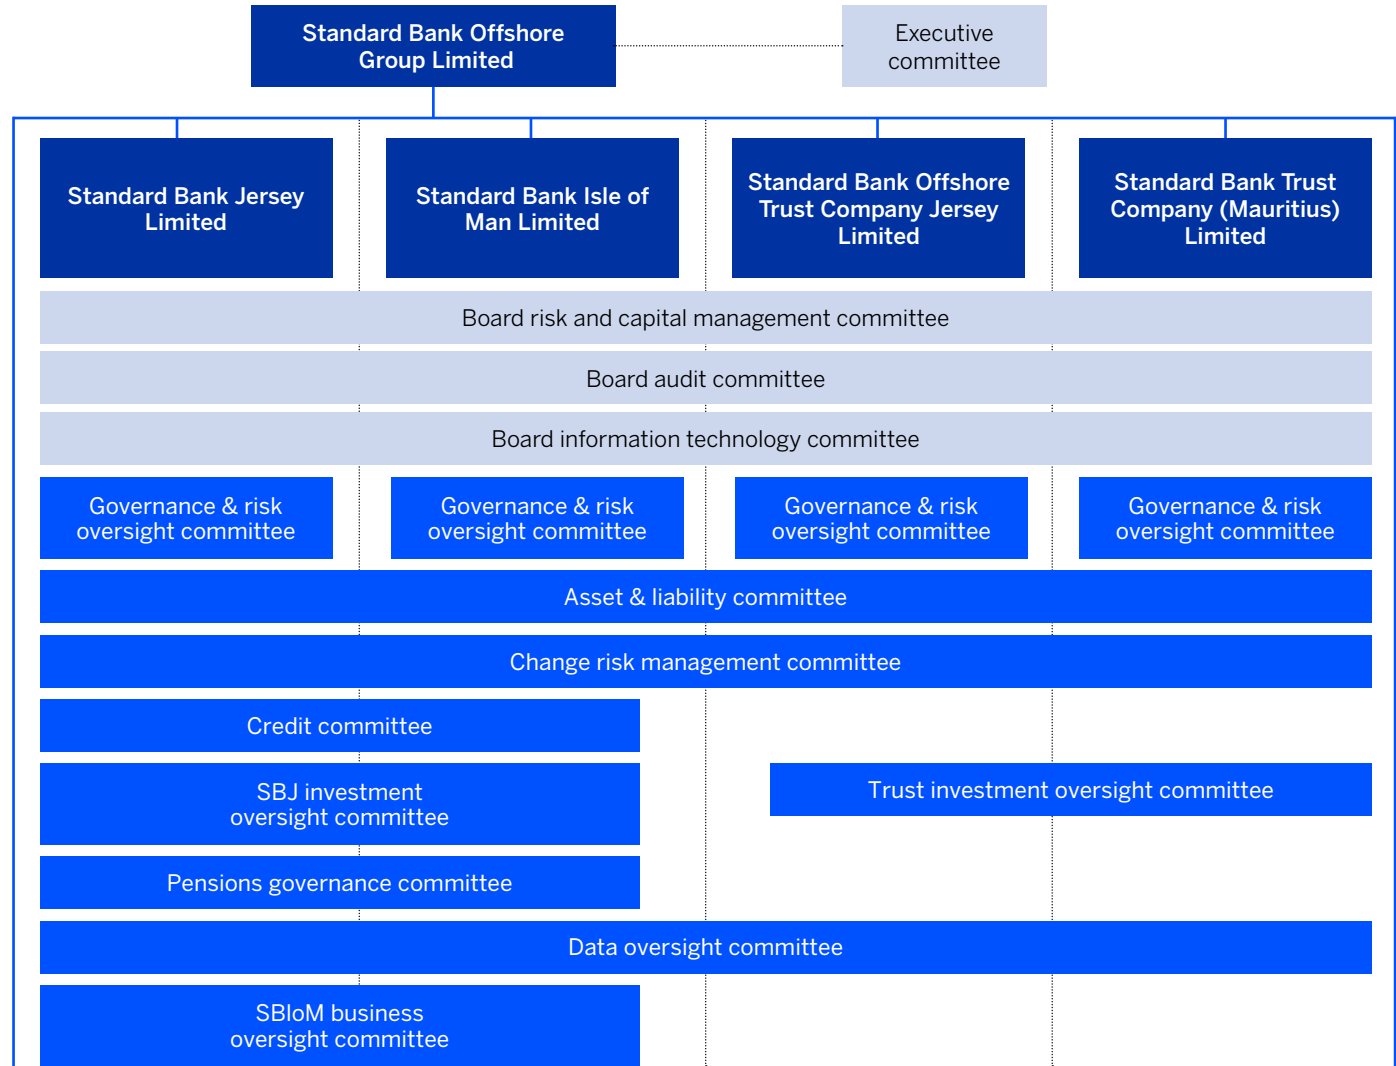 Standard Bank Offshore
Group Limited
Executive
committee
Standard Bank Jersey
Limited
Standard Bank Isle of
Man Limited
Standard Bank Offshore
Trust Company Jersey
Limited
Standard Bank Trust
Company (Mauritius)
Limited
Board risk and capital management committee
Board audit committee
Board information technology committee
Governance & risk
oversight committee
Governance & risk
oversight committee
Governance & risk
oversight committee
Governance & risk
oversight committee
Asset & liability committee
Change risk management committee
Credit committee
SBJ investment
oversight committee
Trust investment oversight committee
Pensions governance committee
Data oversight committee
SBIoM business
oversight committee